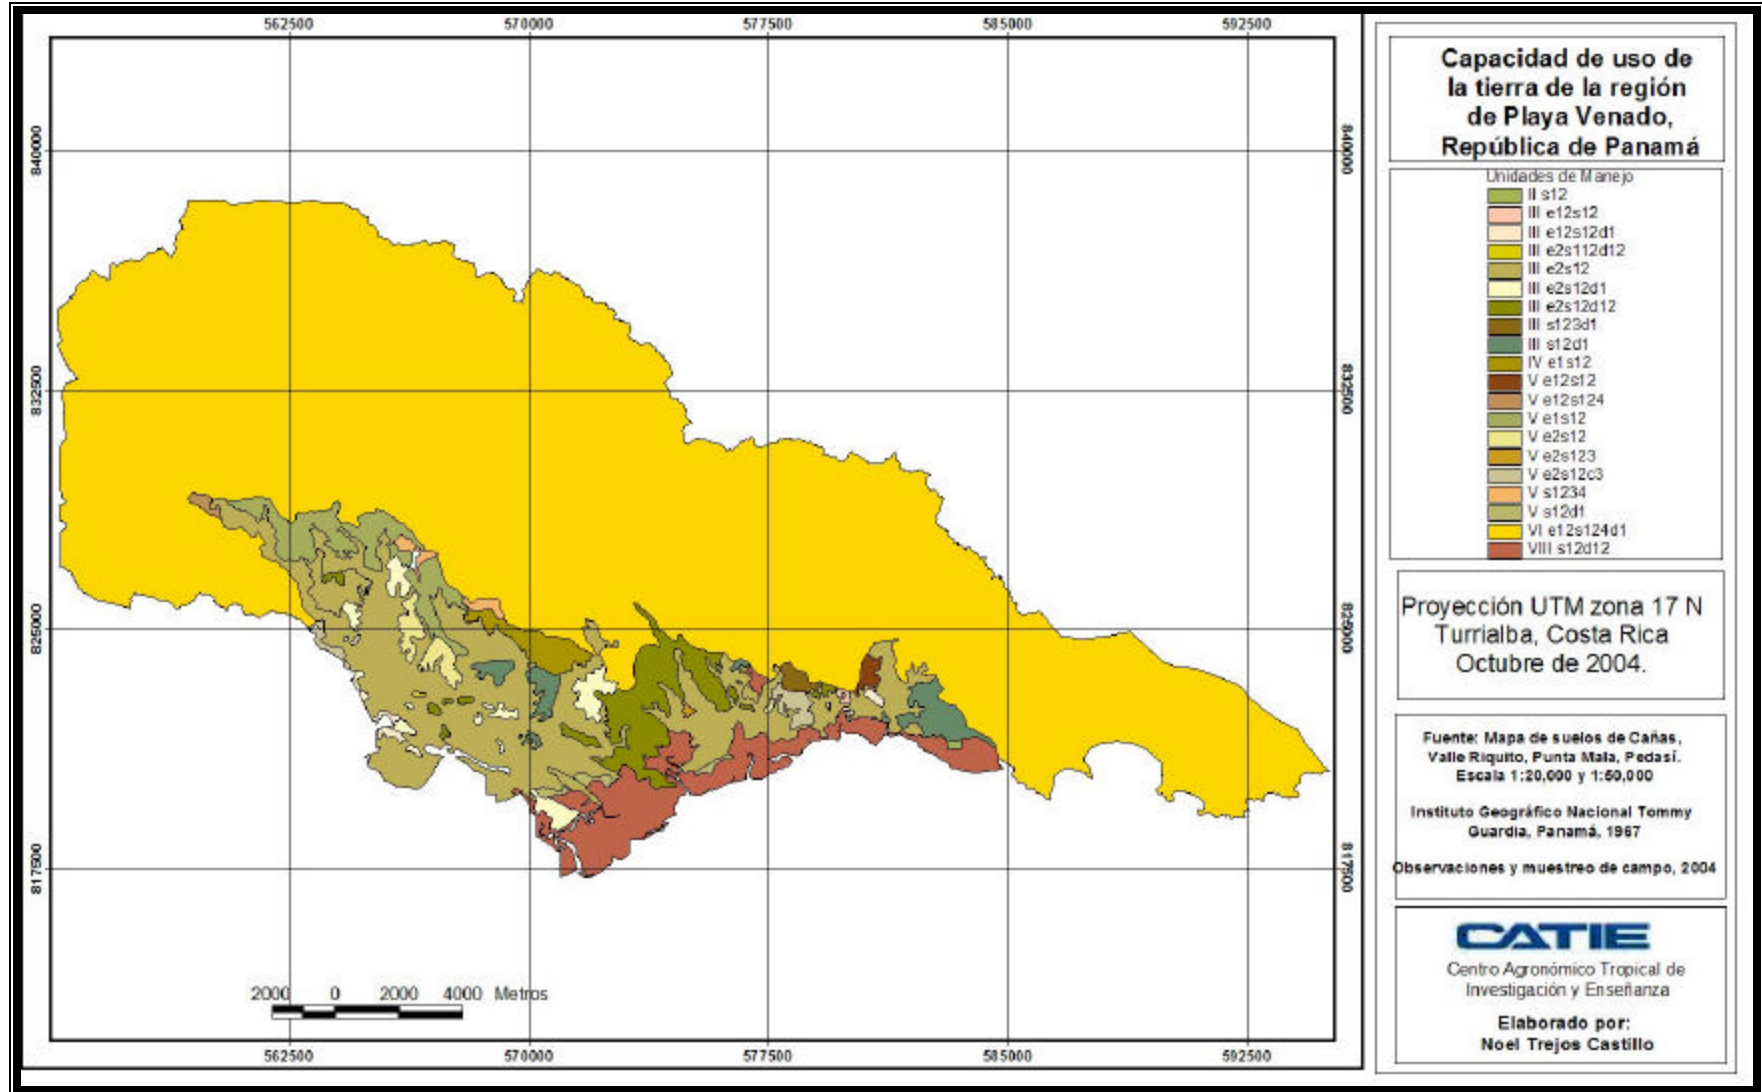 562500 570000 577500 585000 592500
840000 840000
832500 832500
825000 825000
817500 817500
2000 0 2000 4000 Metros
562500 570000 577500 585000 592500
Capacidad de uso de
la tierra de la región
de Playa Venado,
República de Panamá
Unidades de Manejo
II s12
III e12s12
III e12s12d1
III e2s112d12
III e2s12
III e2s12d1
III e2s12d12
III s123d1
III s12d1
IV e1s12
V e12s12
V e12s124
V e1s12
V e2s12
V e2s123
V e2s12c3
V s1234
V s12d1
VI e12s124d1
VIII s12d12
Proyección UTM zona 17 N
Turrialba, Costa Rica
Octubre de 2004.
Fuente: Mapa de suelos de Cañas,
Valle Riquito, Punta Mala, Pedasí.
Escala 1:20,000 y 1:50,000
Instituto Geográfico Nacional Tommy
Guardia, Panamá, 1967
Observaciones y muestreo de campo, 2004
CATIE
Centro Agronómico Tropical de
Investigación y Enseñanza
Elaborado por:
Noel Trejos Castillo